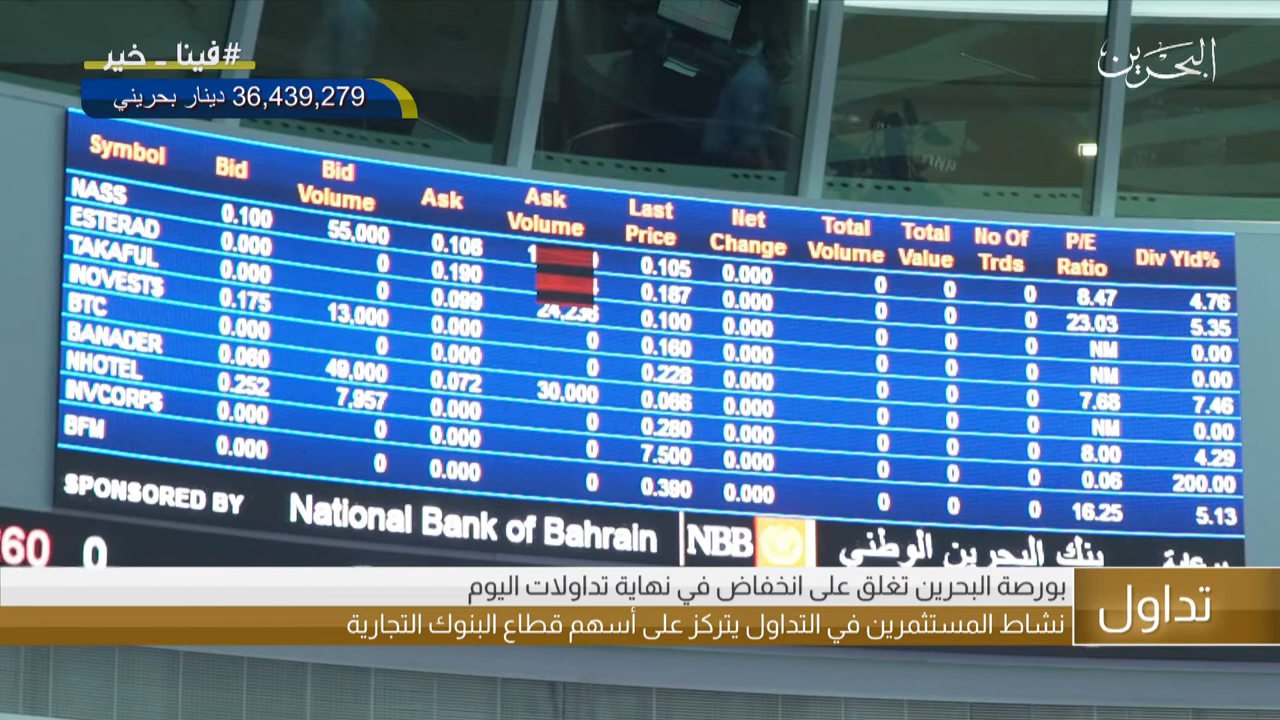 #فينا - خير
36,439,279 دينار بحريني
البحرين
Symbol Bid Bid Volume Ask Ask Volume Last Price Net Change Total Volume Total Value No Of Trds P/E Ratio Div Yld%
NASS 0.100 55,000 0.106 0.105 0.000 0 0 0 8.47 4.76
ESTERAD 0.000 0 0.190 0.187 0.000 0 0 0 23.03 5.35
TAKAFUL 0.000 0 0.099 0.100 0.000 0 0 0 NM 0.00
INOVEST$ 0.175 13,000 0.000 0 0.160 0.000 0 0 0 NM 0.00
BTC 0.000 0 0.000 0 0.228 0.000 0 0 0 7.68 7.46
BANADER 0.060 49,000 0.072 30,000 0.066 0.000 0 0 0 NM 0.00
NHOTEL 0.252 7,957 0.000 0 0.280 0.000 0 0 0 8.00 4.29
INVCORP$ 0.000 0 0.000 0 7.500 0.000 0 0 0 0.06 200.00
BFM 0.000 0 0.000 0 0.390 0.000 0 0 0 16.25 5.13
SPONSORED BY National Bank of Bahrain NBB بنك البحرين الوطني
60 0
تداول
بورصة البحرين تغلق على انخفاض في نهاية تداولات اليوم
نشاط المستثمرين في التداول يتركز على أسهم قطاع البنوك التجارية